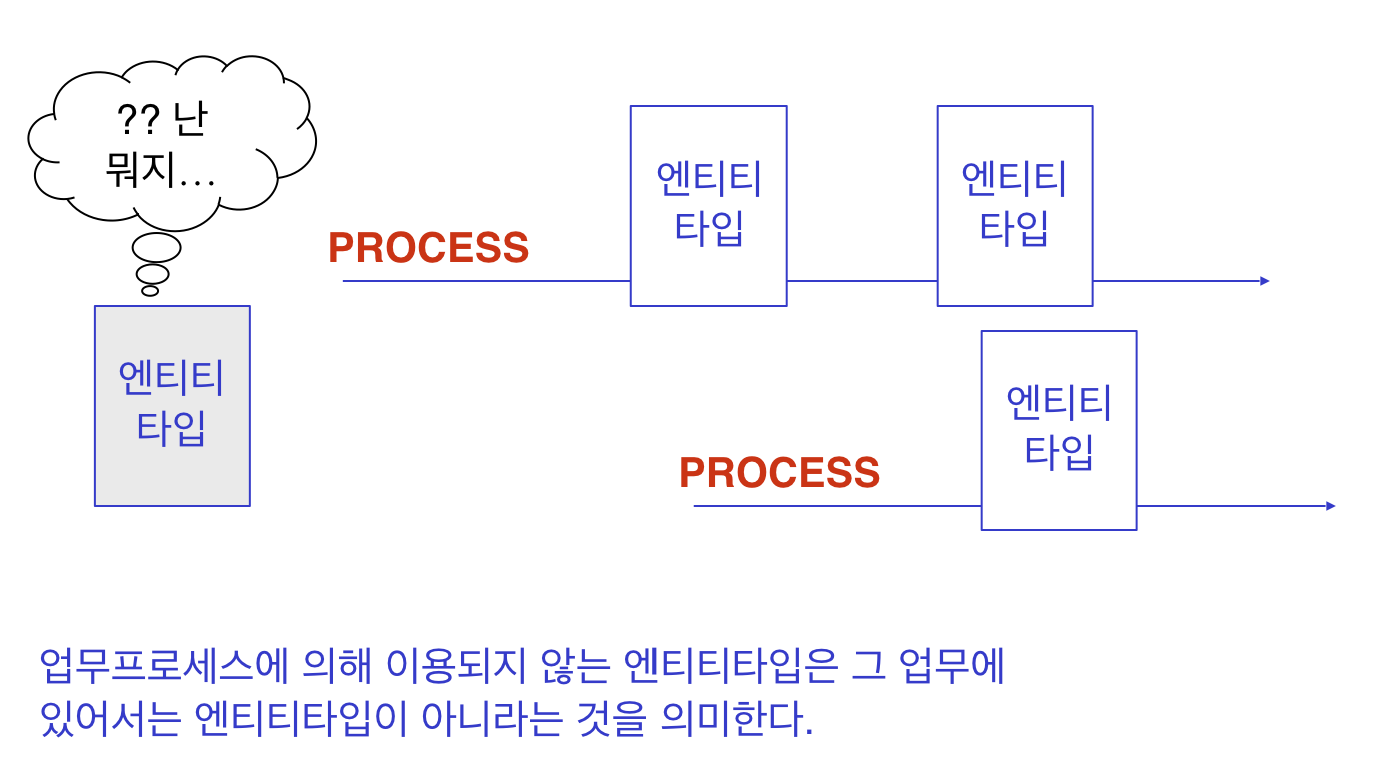 ?? 난
뭐지...
엔티티
타입
PROCESS
엔티티
타입
엔티티
타입
PROCESS
엔티티
타입
업무프로세스에 의해 이용되지 않는 엔티티타입은 그 업무에
있어서는 엔티티타입이 아니라는 것을 의미한다.